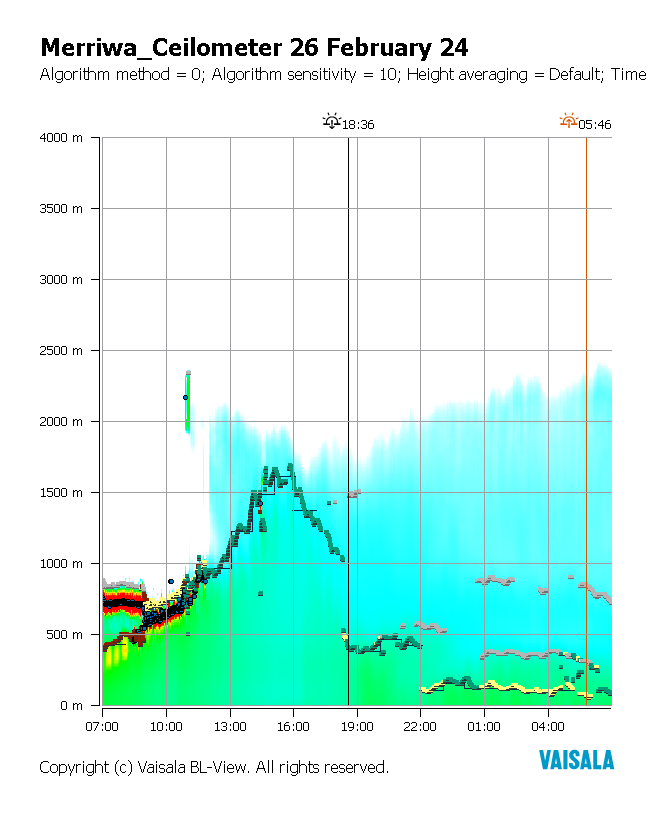 Merriwa_Ceilometer 26 February 24
Algorithm method = 0; Algorithm sensitivity = 10; Height averaging = Default; Time
18:36 05:46
4000 m
3500 m
3000 m
2500 m
2000 m
1500 m
1000 m
500 m
0 m
07:00 10:00 13:00 16:00 19:00 22:00 01:00 04:00
VAISALA
Copyright (c) Vaisala BL-View. All rights reserved.